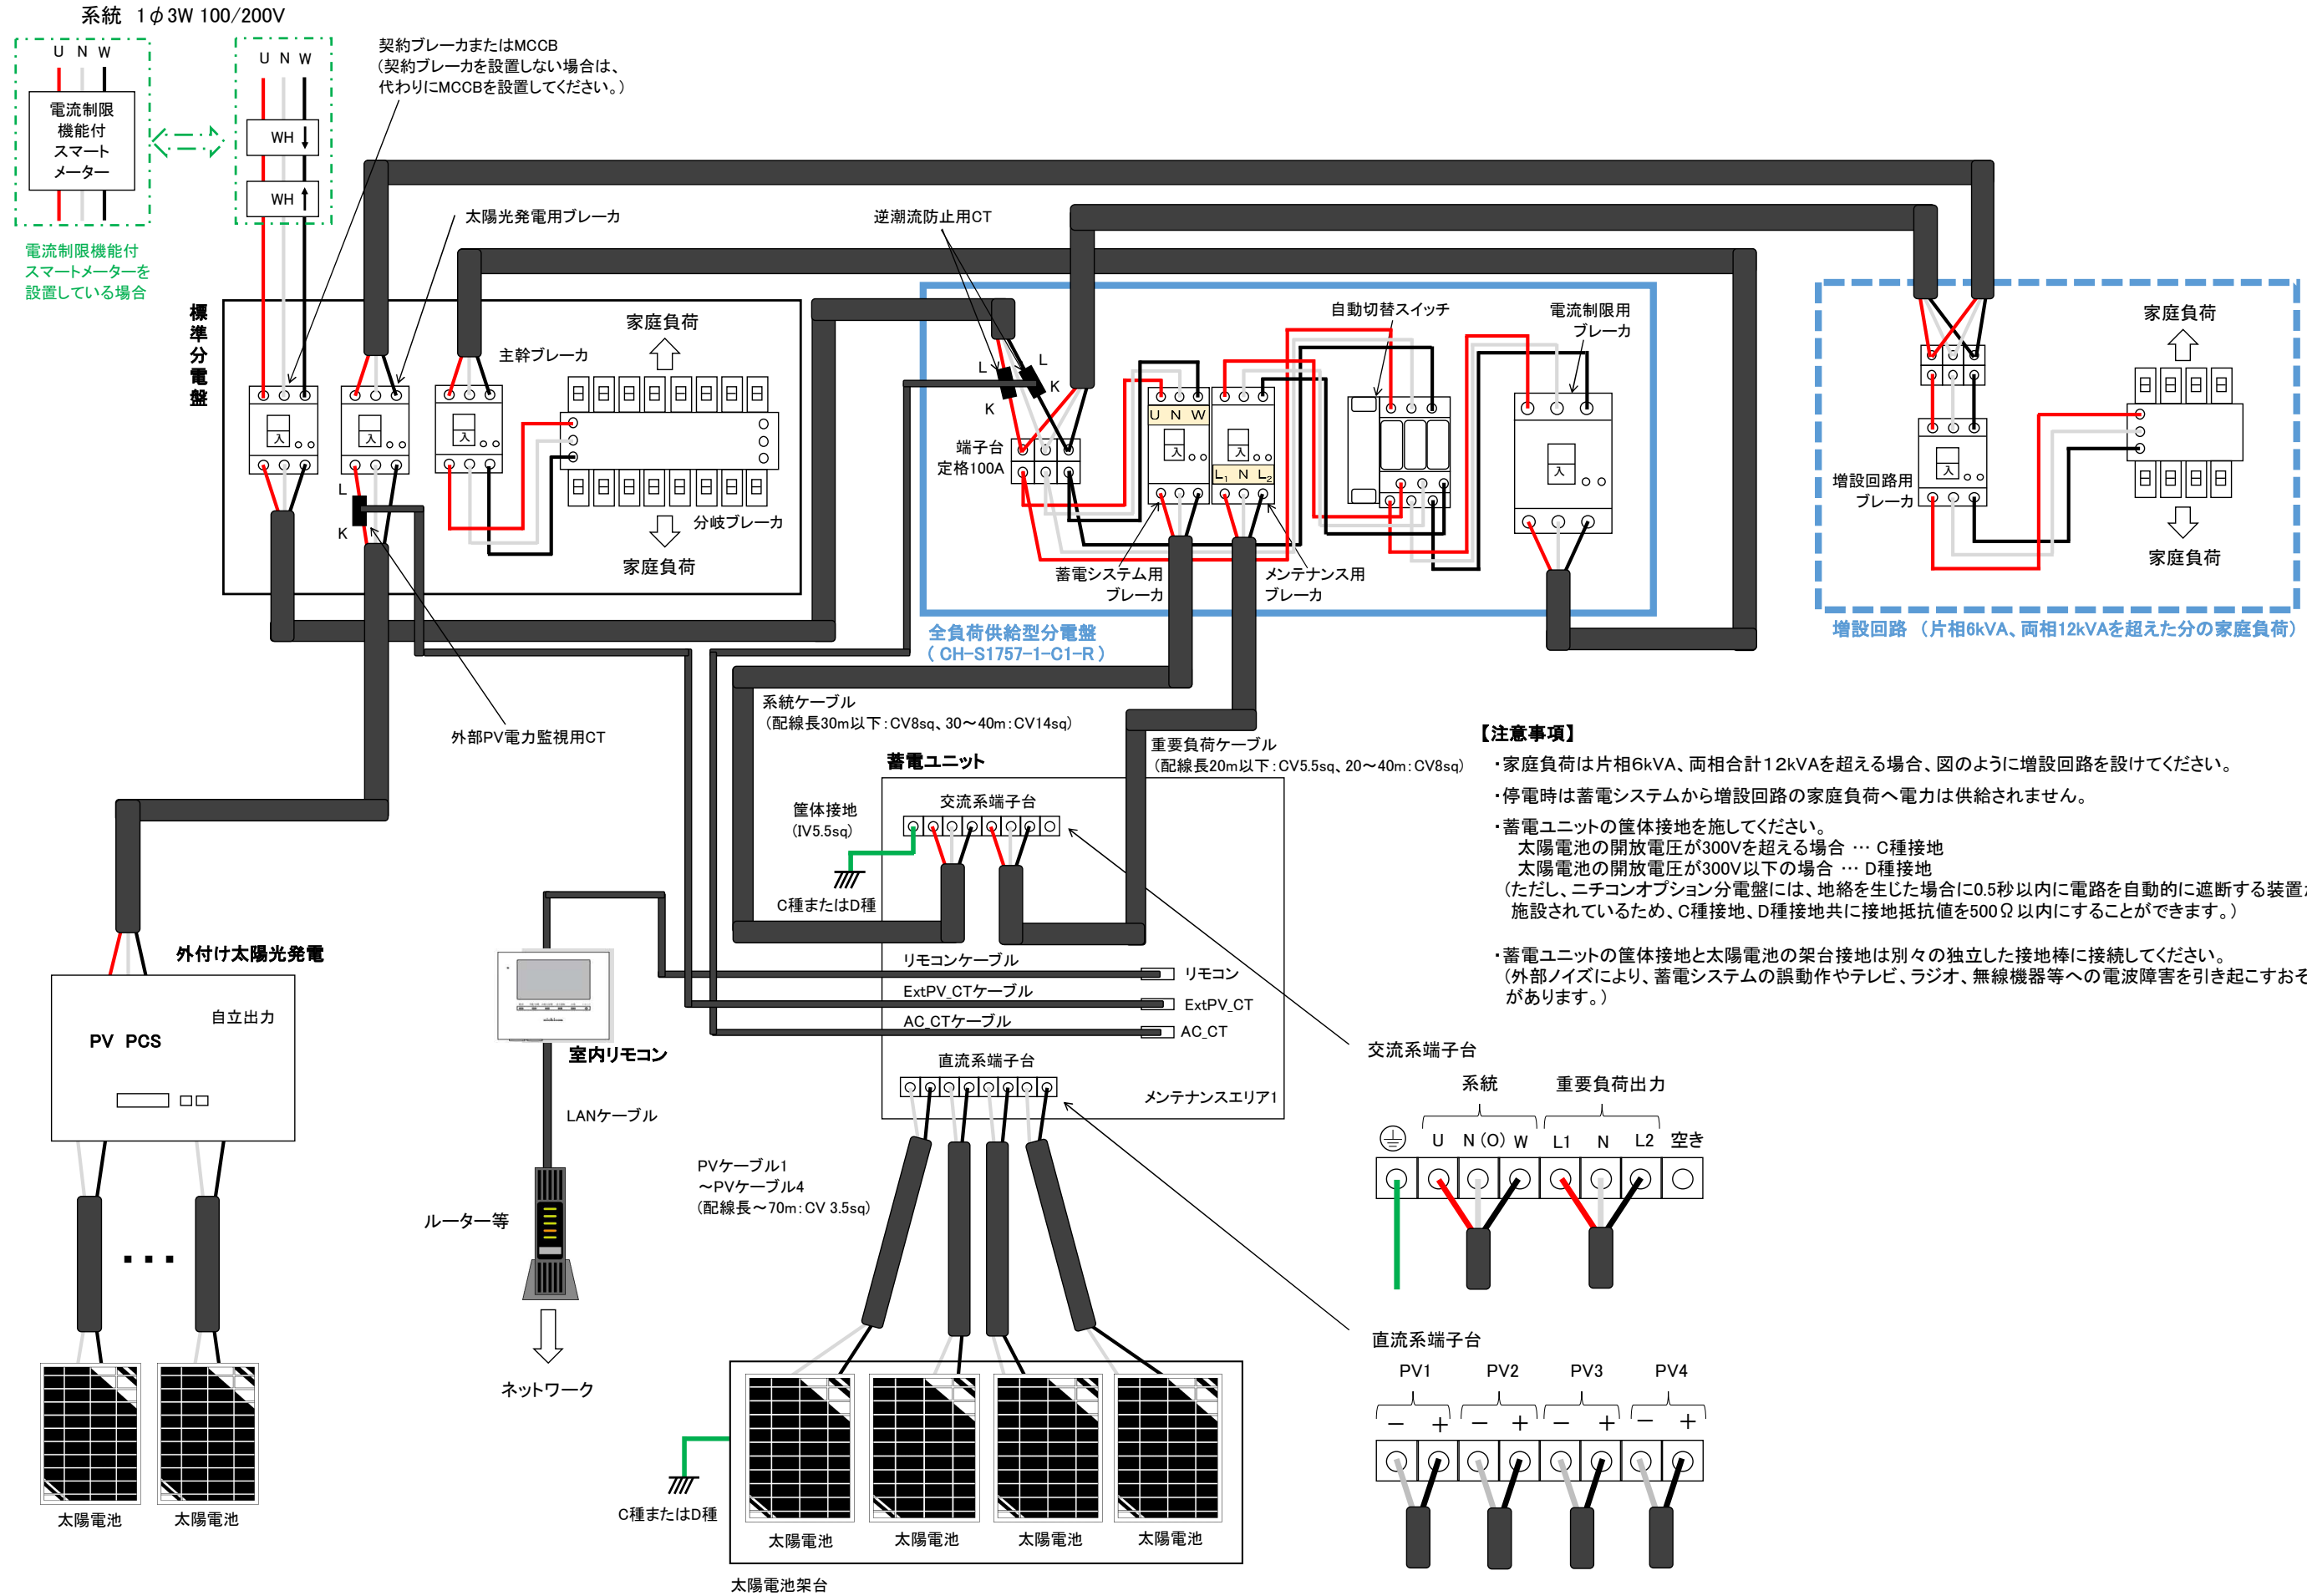 系統 1φ3W 100/200V
U N W
電流制限
機能付
スマート
メーター
電流制限機能付
スマートメーターを
設置している場合
U N W
WH
WH
契約ブレーカまたはMCCB
(契約ブレーカを設置しない場合は、
代わりにMCCBを設置してください。)
太陽光発電用ブレーカ
逆潮流防止用CT
標準分電盤
主幹ブレーカ
家庭負荷
入
入
入
L
K
分岐ブレーカ
家庭負荷
L
K
L
K
端子台
定格100A
U N W
入
入
L1 N L2
自動切替スイッチ
電流制限用
ブレーカ
入
蓄電システム用
ブレーカ
メンテナンス用
ブレーカ
全負荷供給型分電盤
(CH-S1757-1-C1-R)
家庭負荷
増設回路用
ブレーカ
入
家庭負荷
増設回路 (片相6kVA、両相12kVAを超えた分の家庭負荷)
外部PV電力監視用CT
系統ケーブル
(配線長30m以下:CV8sq、30~40m:CV14sq)
重要負荷ケーブル
(配線長20m以下:CV5.5sq、20~40m:CV8sq)
蓄電ユニット
筐体接地
(IV5.5sq)
交流系端子台
C種またはD種
リモコンケーブル
リモコン
ExtPV_CTケーブル
ExtPV_CT
AC_CTケーブル
AC_CT
直流系端子台
メンテナンスエリア1
【注意事項】
・家庭負荷は片相6kVA、両相合計12kVAを超える場合、図のように増設回路を設けてください。
・停電時は蓄電システムから増設回路の家庭負荷へ電力は供給されません。
・蓄電ユニットの筐体接地を施してください。
太陽電池の開放電圧が300Vを超える場合 … C種接地
太陽電池の開放電圧が300V以下の場合 … D種接地
(ただし、ニチコンオプション分電盤には、地絡を生じた場合に0.5秒以内に電路を自動的に遮断する装置
施設されているため、C種接地、D種接地共に接地抵抗値を500Ω以内にすることができます。)
・蓄電ユニットの筐体接地と太陽電池の架台接地は別々の独立した接地棒に接続してください。
(外部ノイズにより、蓄電システムの誤動作やテレビ、ラジオ、無線機器等への電波障害を引き起こすおそ
があります。)
外付け太陽光発電
自立出力
PV PCS
太陽電池
太陽電池
室内リモコン
LANケーブル
ルーター等
ネットワーク
PVケーブル1
~PVケーブル4
(配線長~70m:CV 3.5sq)
C種またはD種
太陽電池
太陽電池
太陽電池
太陽電池
太陽電池架台
交流系端子台
系統 重要負荷出力
U N(O) W L1 N L2 空き
直流系端子台
PV1 PV2 PV3 PV4
- + - + - + - +